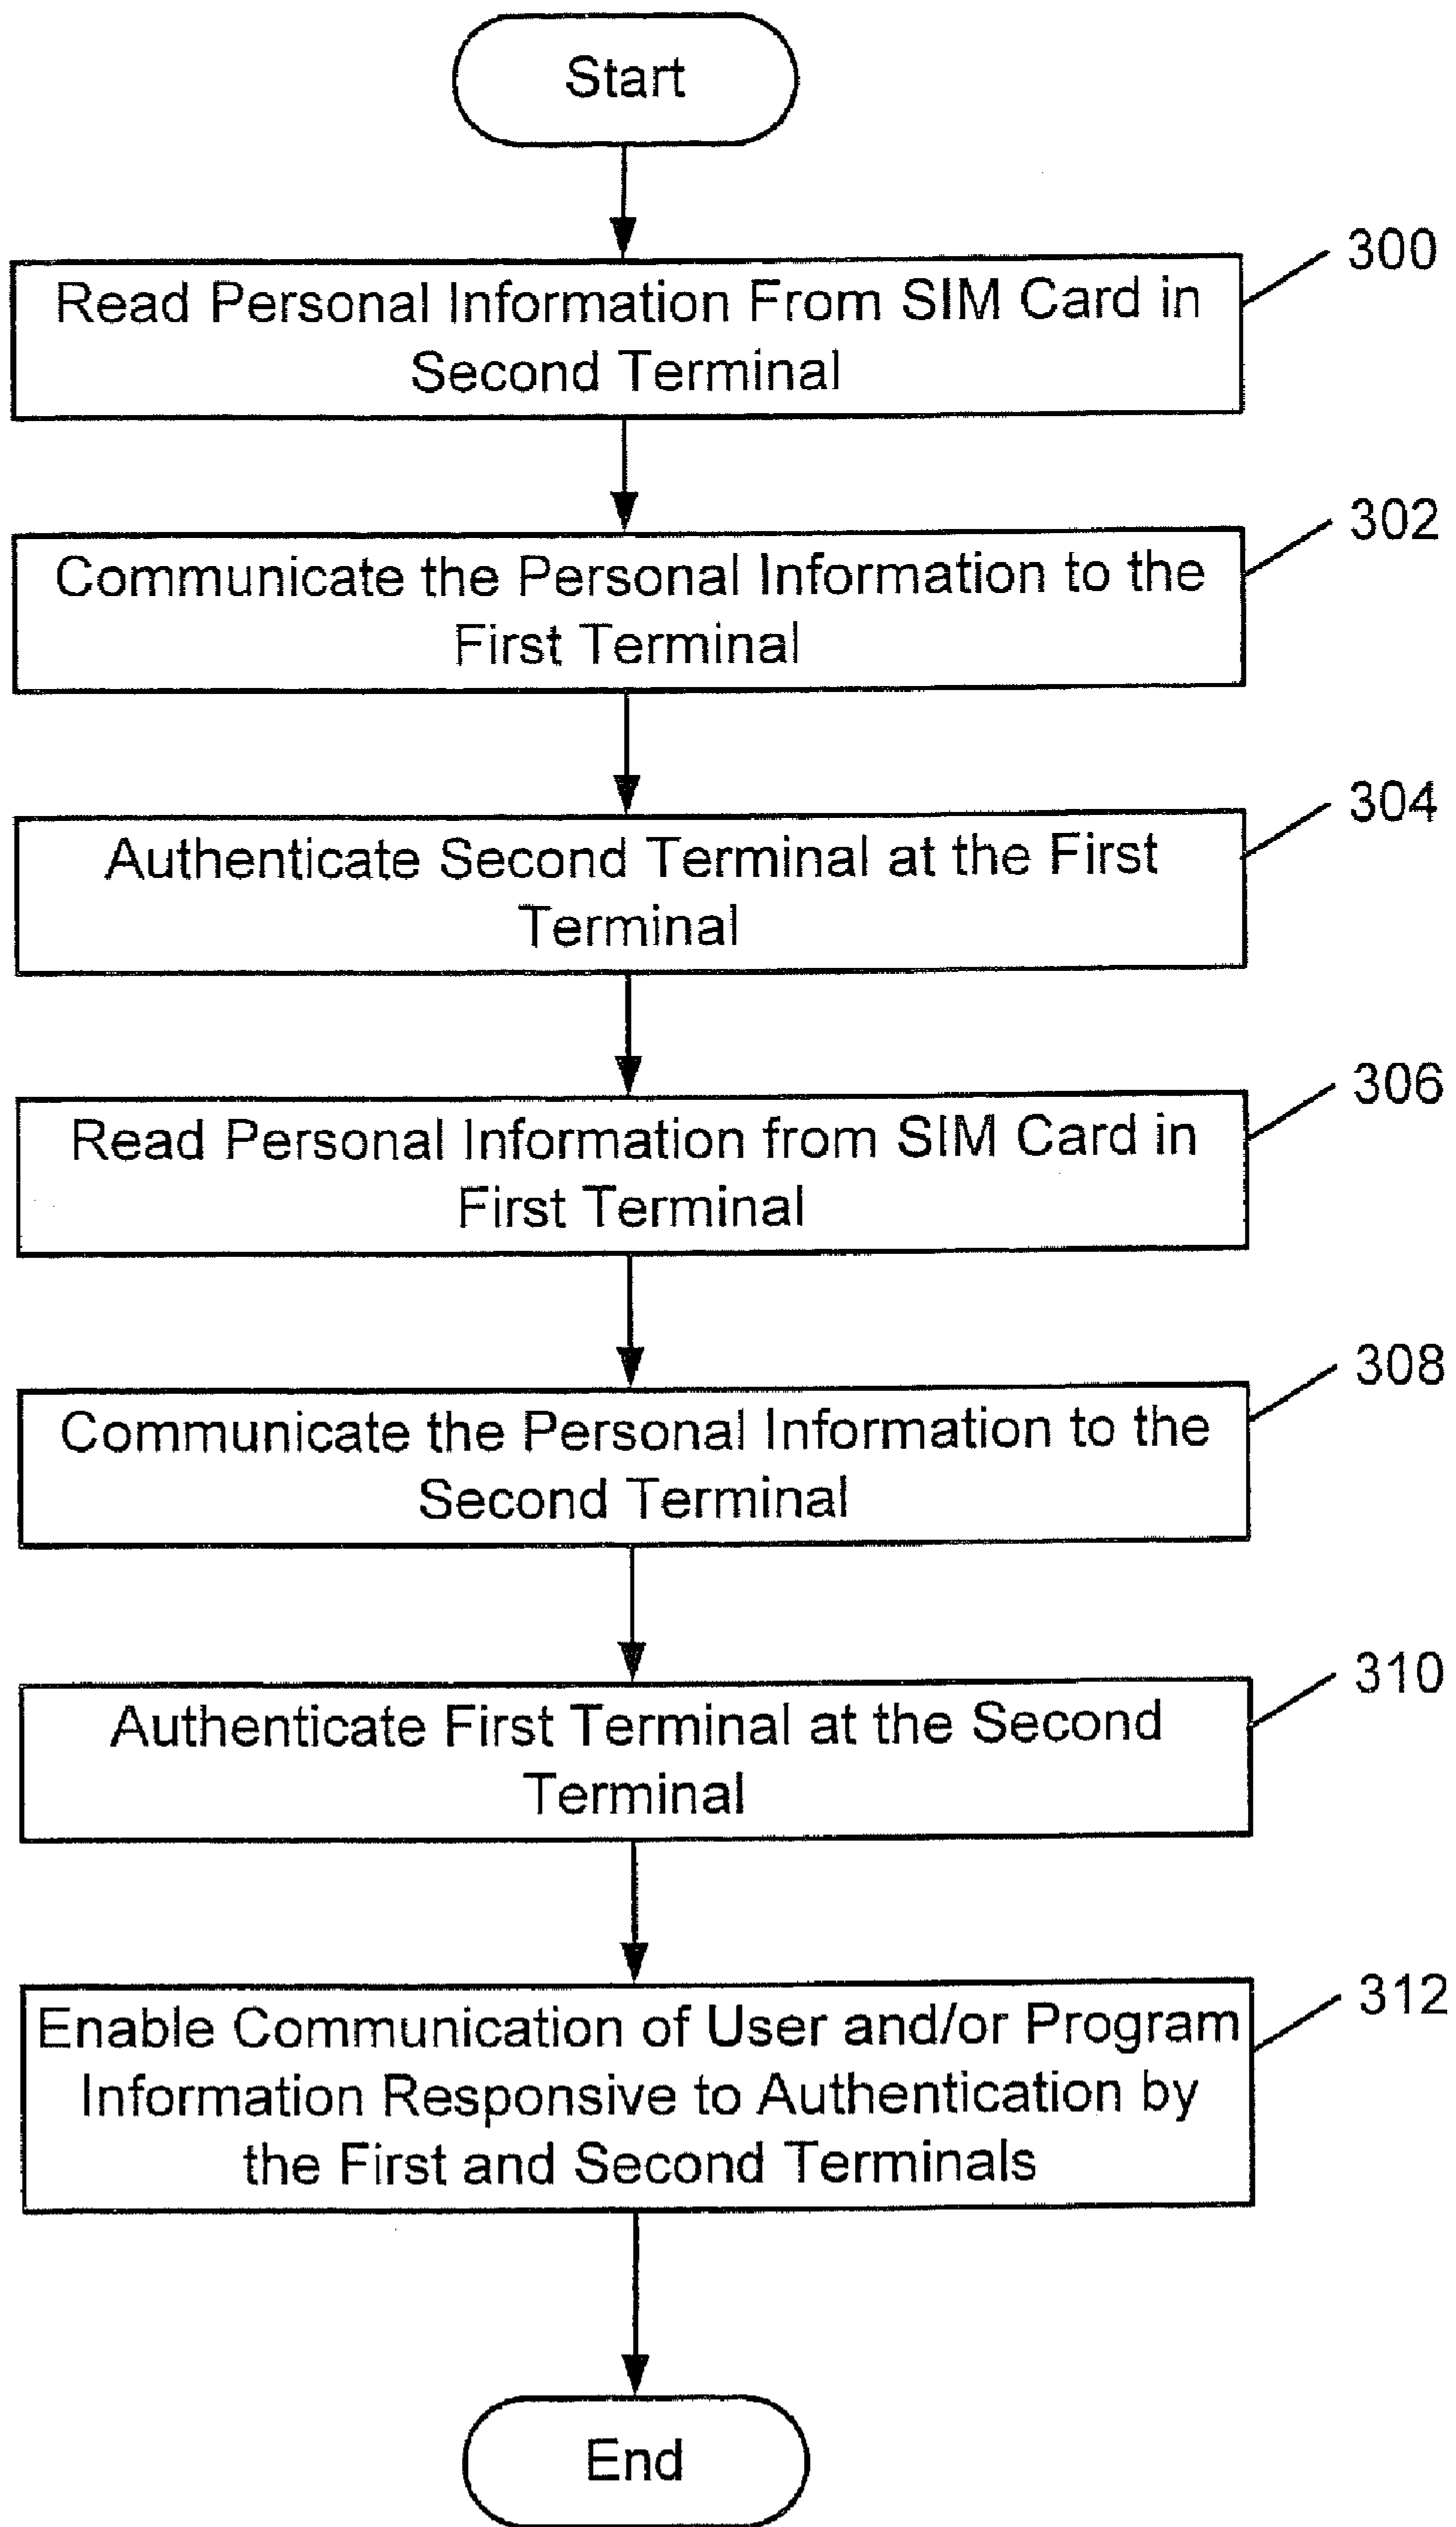 Start
300
Read Personal Information From SIM Card in
Second Terminal
302
Communicate the Personal Information to the
First Terminal
304
Authenticate Second Terminal at the First
Terminal
306
Read Personal Information from SIM Card in
First Terminal
308
Communicate the Personal Information to the
Second Terminal
310
Authenticate First Terminal at the Second
Terminal
312
Enable Communication of User and/or Program
Information Responsive to Authentication by
the First and Second Terminals
End